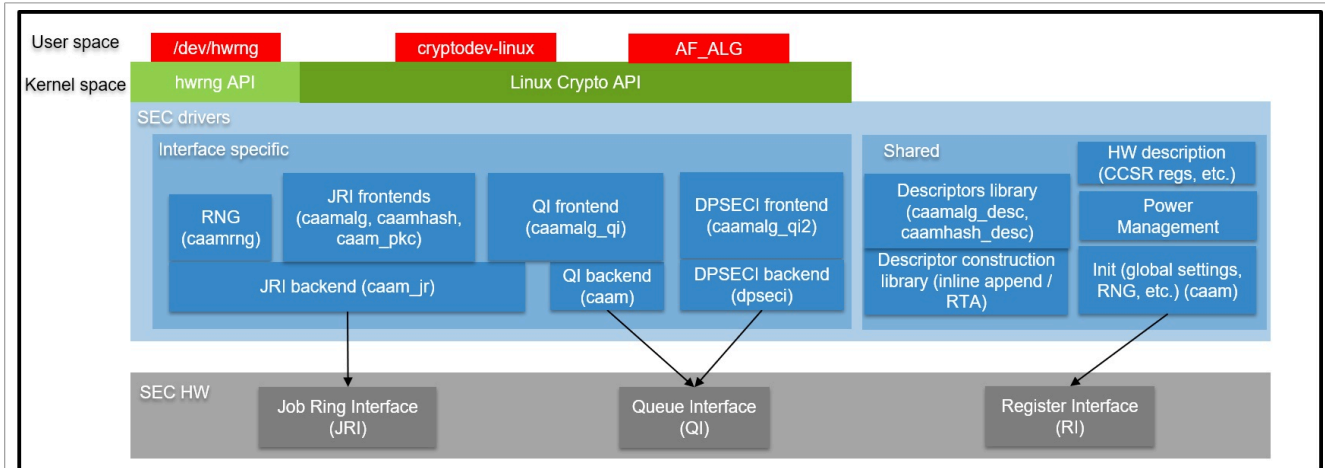 User space
/dev/hwrng
cryptodev-linux
AF_ALG
Kernel space
hwrng API
Linux Crypto API
SEC drivers
Interface specific
RNG
(caamrng)
JRI frontends
(caamalg, caamhash,
caam_pkc)
QI frontend
(caamalg_qi)
DPSECI frontend
(caamalg_qi2)
JRI backend (caam_jr)
QI backend
(caam)
DPSECI backend
(dpseci)
Shared
HW description
(CCSR regs, etc.)
Descriptors library
(caamalg_desc,
caamhash_desc)
Power
Management
Descriptor construction
library (inline append /
RTA)
Init (global settings,
RNG, etc.) (caam)
SEC HW
Job Ring Interface
(JRI)
Queue Interface
(QI)
Register Interface
(RI)